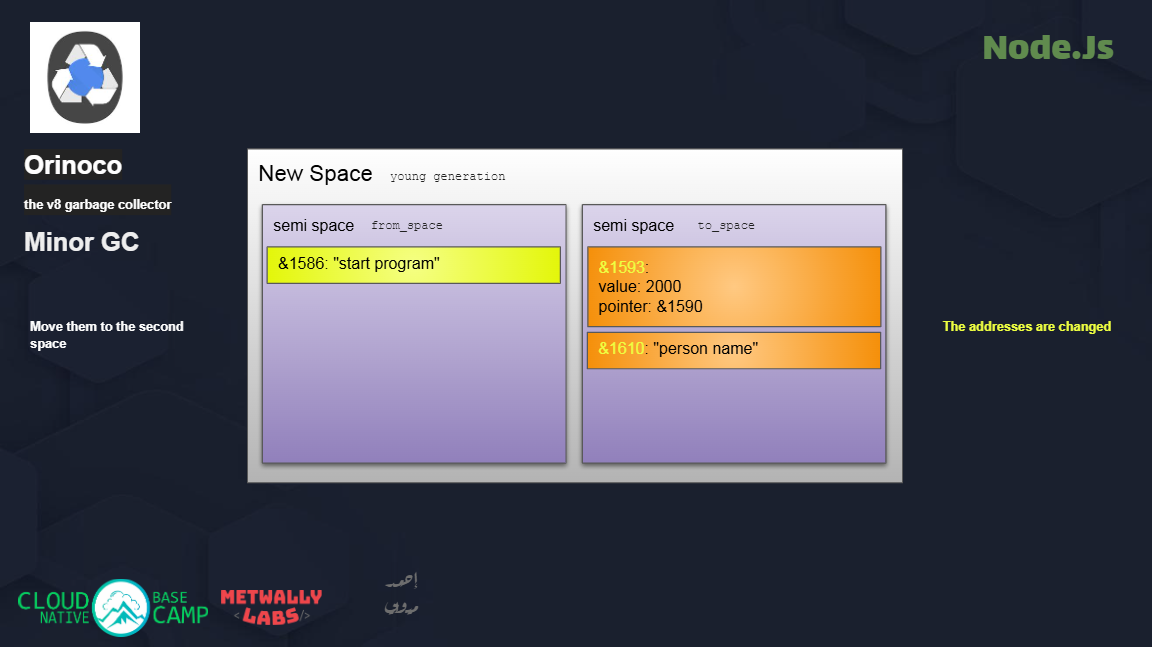 Node.Js
Orinoco
the v8 garbage collector
Minor GC
Move them to the second
space
New Space young generation
semi space from_space
&1586: "start program"
semi space to_space
&1593:
value: 2000
pointer: &1590
&1610: "person name"
The addresses are changed
CLOUD NATIVE BASE CAMP
METWALLY
<LABS/>
أحمد